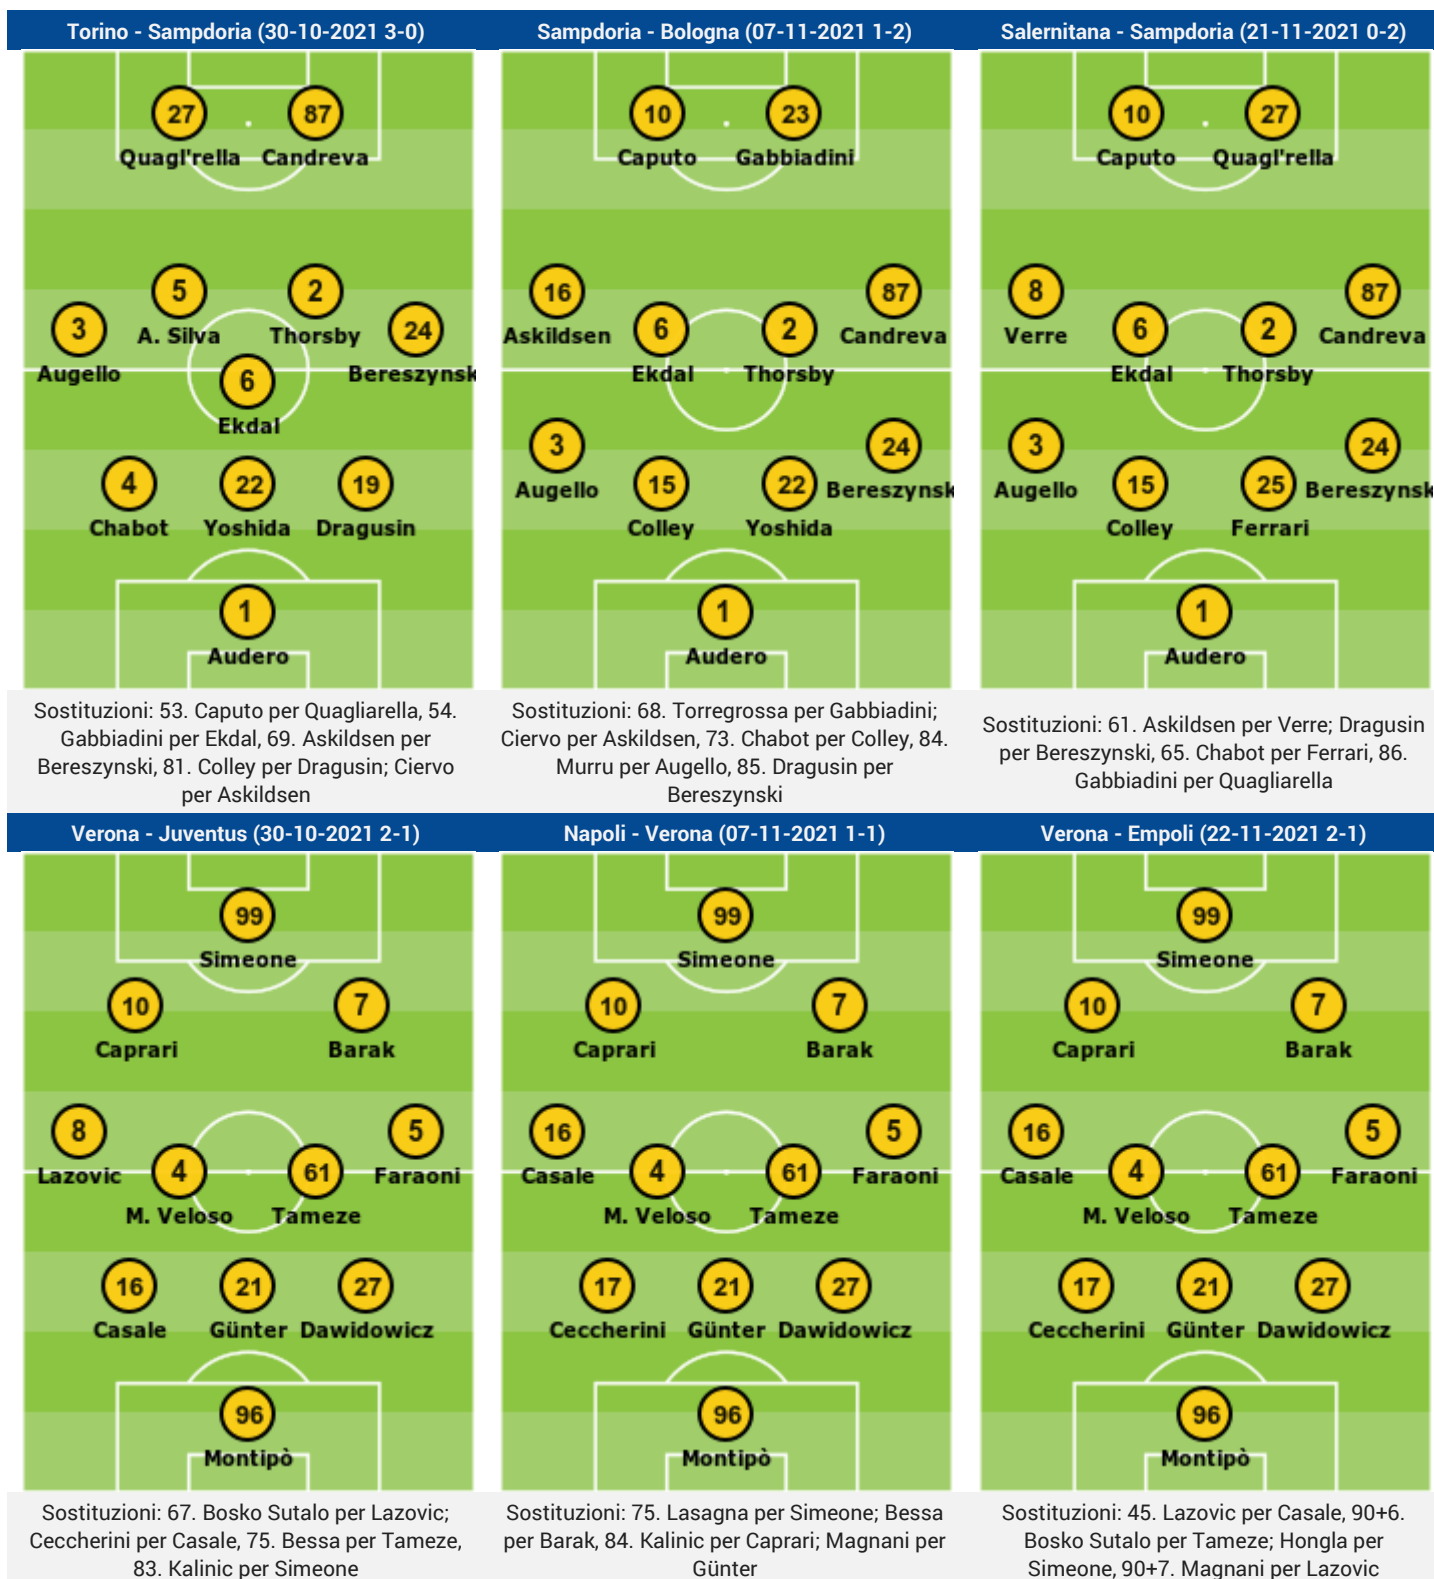 Torino - Sampdoria (30-10-2021 3-0)
27
87
Quagl'rella
Candreva
5
2
3
24
A. Silva
Thorsby
Augello
Bereszynsk
6
Ekdal
4
22
19
Chabot
Yoshida
Dragusin
1
Audero
Sostituzioni: 53. Caputo per Quagliarella, 54.
Gabbiadini per Ekdal, 69. Askildsen per
Bereszynski, 81. Colley per Dragusin; Ciervo
per Askildsen
Sampdoria - Bologna (07-11-2021 1-2)
10
23
Caputo
Gabbiadini
16
87
6
2
Askildsen
Candreva
Ekdal
Thorsby
3
24
15
22
Augello
Bereszynsk
Colley
Yoshida
1
Audero
Sostituzioni: 68. Torregrossa per Gabbiadini;
Ciervo per Askildsen, 73. Chabot per Colley, 84.
Murru per Augello, 85. Dragusin per
Bereszynski
Salernitana - Sampdoria (21-11-2021 0-2)
10
27
Caputo
Quagl'rella
8
87
6
2
Verre
Candreva
Ekdal
Thorsby
3
24
15
25
Augello
Bereszynsk
Colley
Ferrari
1
Audero
Sostituzioni: 61. Askildsen per Verre; Dragusin
per Bereszynski, 65. Chabot per Ferrari, 86.
Gabbiadini per Quagliarella
Verona - Juventus (30-10-2021 2-1)
99
Simeone
10
7
Caprari
Barak
8
5
4
61
Lazovic
Faraoni
M. Veloso
Tameze
16
21
27
Casale
Günter
Dawidowicz
96
Montipò
Sostituzioni: 67. Bosko Sutalo per Lazovic;
Ceccherini per Casale, 75. Bessa per Tameze,
83. Kalinic per Simeone
Napoli - Verona (07-11-2021 1-1)
99
Simeone
10
7
Caprari
Barak
16
5
4
61
Casale
Faraoni
M. Veloso
Tameze
17
21
27
Ceccherini
Günter
Dawidowicz
96
Montipò
Sostituzioni: 75. Lasagna per Simeone; Bessa
per Barak, 84. Kalinic per Caprari; Magnani per
Günter
Verona - Empoli (22-11-2021 2-1)
99
Simeone
10
7
Caprari
Barak
16
5
4
61
Casale
Faraoni
M. Veloso
Tameze
17
21
27
Ceccherini
Günter
Dawidowicz
96
Montipò
Sostituzioni: 45. Lazovic per Casale, 90+6.
Bosko Sutalo per Tameze; Hongla per
Simeone, 90+7. Magnani per Lazovic